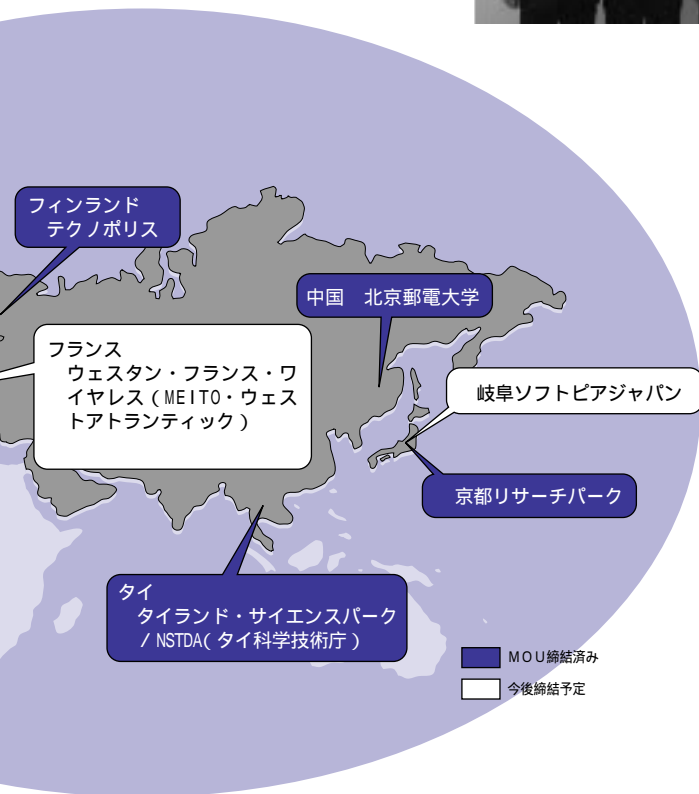 フィンランド
テクノポリス
中国　北京郵電大学
フランス
ウェスタン・フランス・ワ
イヤレス（MEITO・ウェス
トアトランティック）
岐阜ソフトピアジャパン
京都リサーチパーク
タイ
タイランド・サイエンスパーク
/ NSTDA（タイ科学技術庁）
MOU締結済み
今後締結予定